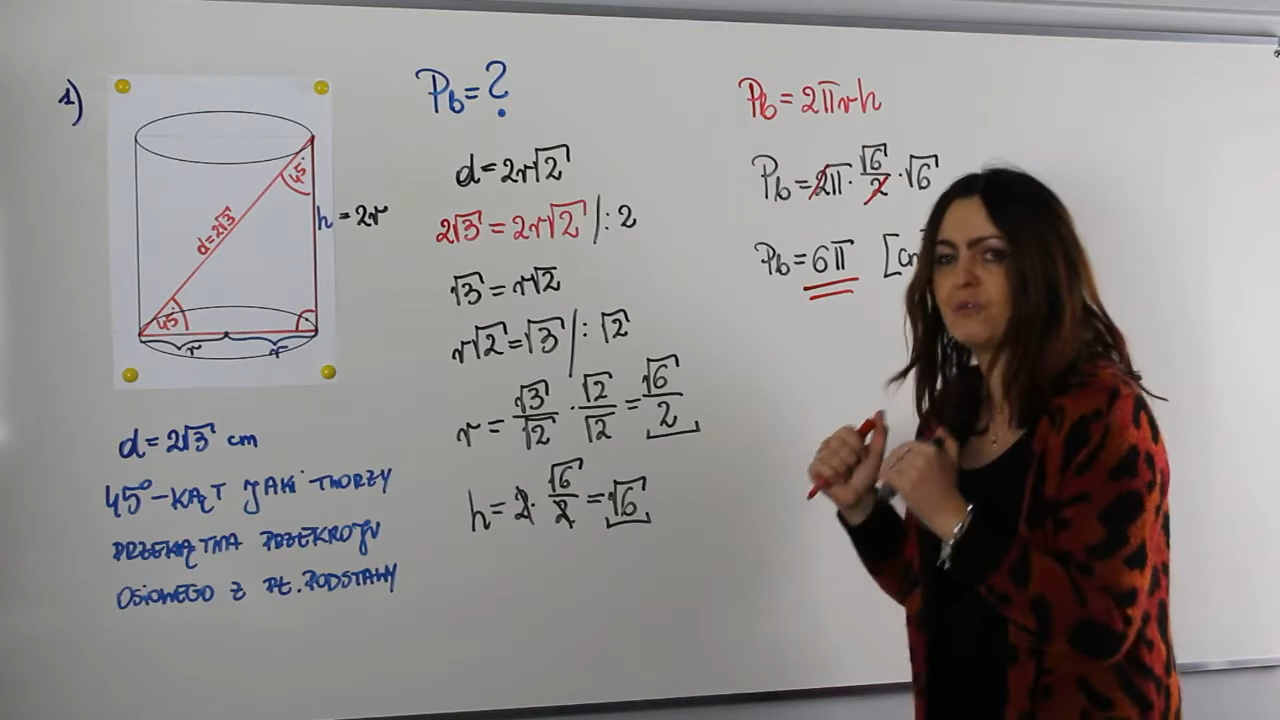 1)
45°
d=2√3
h = 2r
45°
r r
d=2√3 cm
45°-KĄT JAKI TWORZY
PRZEKĄTNA PRZEKROJU
OSIOWEGO Z PŁ. PODSTAWY
Pb=?
d=2r√2
2√3=2r√2 /:2
√3=r√2
r√2=√3 /:√2
r=√3/√2·√2/√2=√6/2
h=2·√6/2=√6
Pb=2πrh
Pb=2π·√6/2·√6
Pb=6π [cm